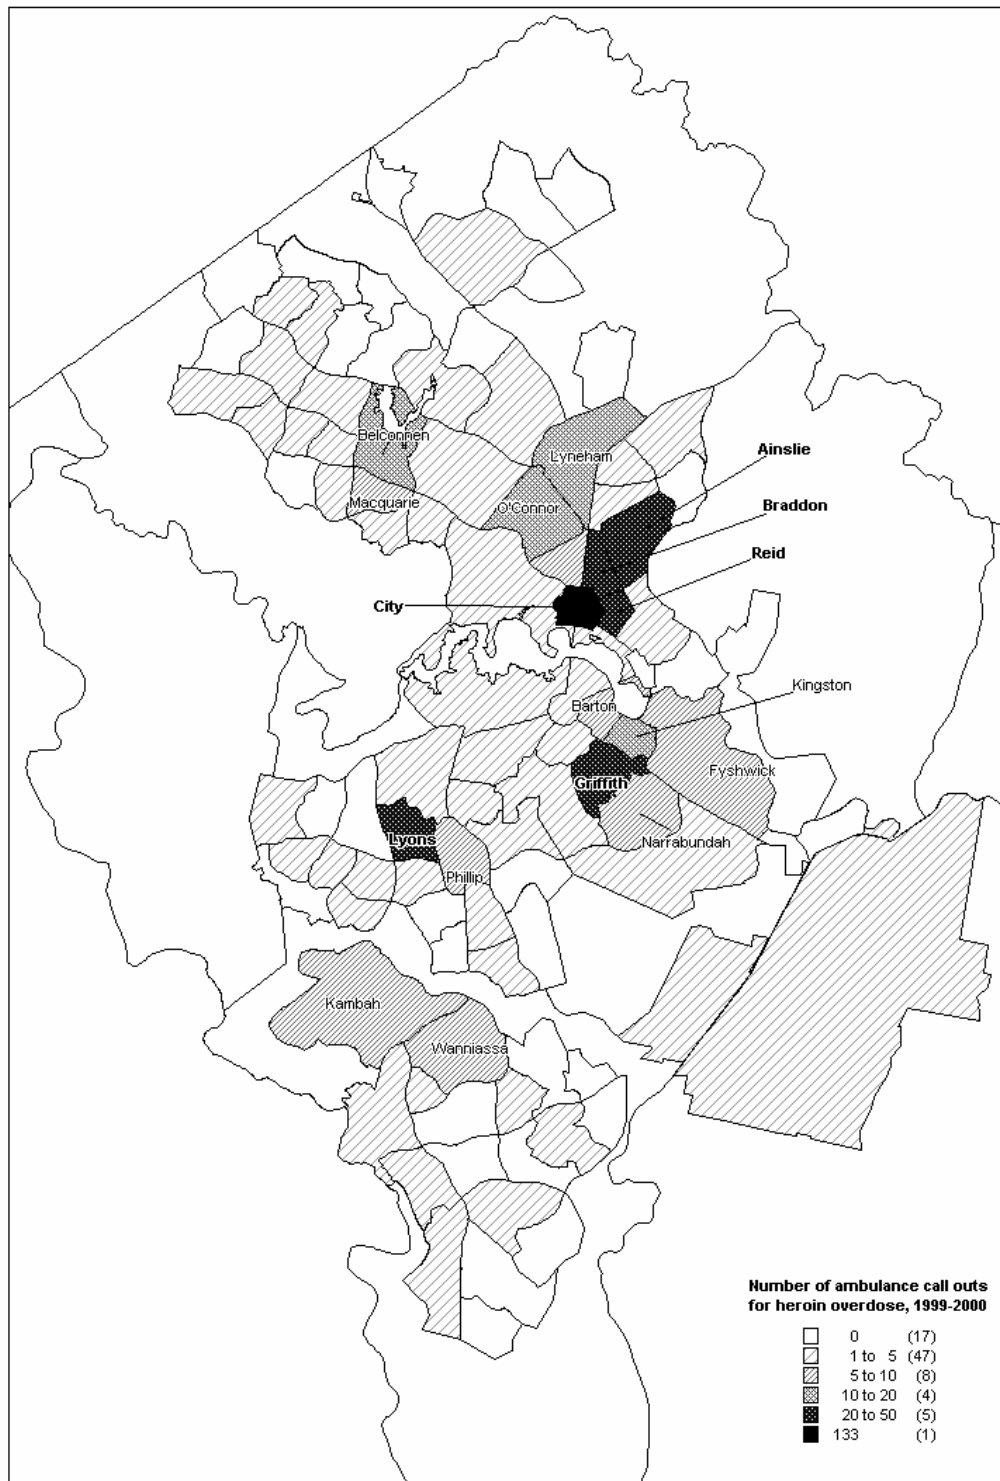 Belconnen
Lyneham
Ainslie
Macquarie
O'Connor
Braddon
Reid
City
Kingston
Barton
Fyshwick
Griffith
Lyons
Narrabundah
Phillip
Kambah
Wanniassa
Number of ambulance call outs
for heroin overdose, 1999-2000
0 (17)
1 to 5 (47)
5 to 10 (8)
10 to 20 (4)
20 to 50 (5)
133 (1)